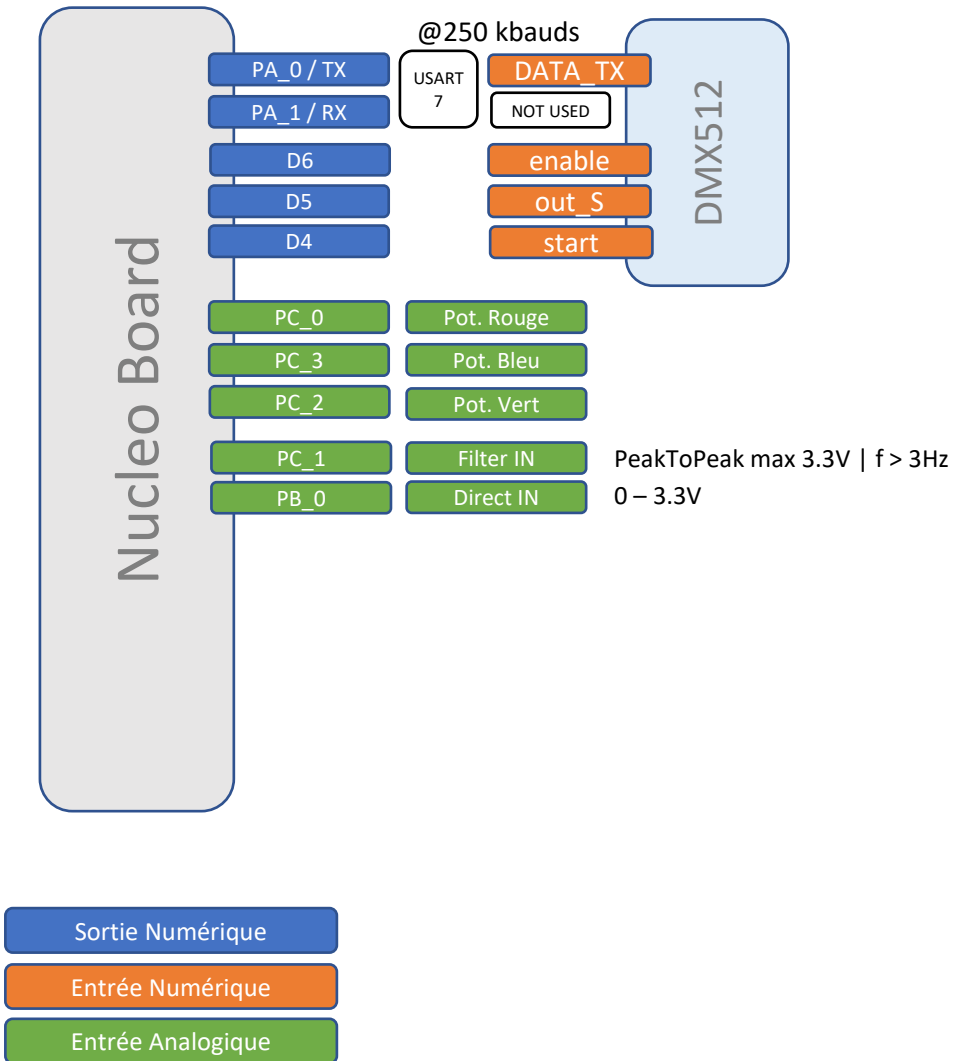 @250 kbauds
PA_0 / TX
USART
7
DATA_TX
PA_1 / RX
NOT USED
D6
enable
D5
out_S
D4
start
DMX512
Nucleo Board
PC_0
Pot. Rouge
PC_3
Pot. Bleu
PC_2
Pot. Vert
PC_1
Filter IN
PeakToPeak max 3.3V | f > 3Hz
PB_0
Direct IN
0 – 3.3V
Sortie Numérique
Entrée Numérique
Entrée Analogique